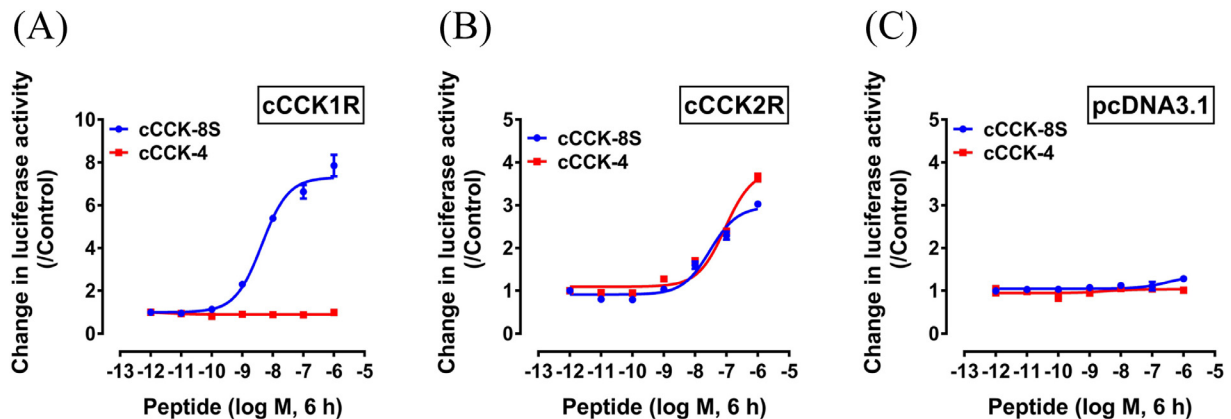 (A)
Change in luciferase activity
(/Control)
cCCK1R
cCCK-8S
cCCK-4
10
8
6
4
2
0
-13 -12 -11 -10 -9 -8 -7 -6 -5
Peptide (log M, 6 h)
(B)
Change in luciferase activity
(/Control)
cCCK2R
cCCK-8S
cCCK-4
5
4
3
2
1
0
-13 -12 -11 -10 -9 -8 -7 -6 -5
Peptide (log M, 6 h)
(C)
Change in luciferase activity
(/Control)
pcDNA3.1
cCCK-8S
cCCK-4
5
4
3
2
1
0
-13 -12 -11 -10 -9 -8 -7 -6 -5
Peptide (log M, 6 h)